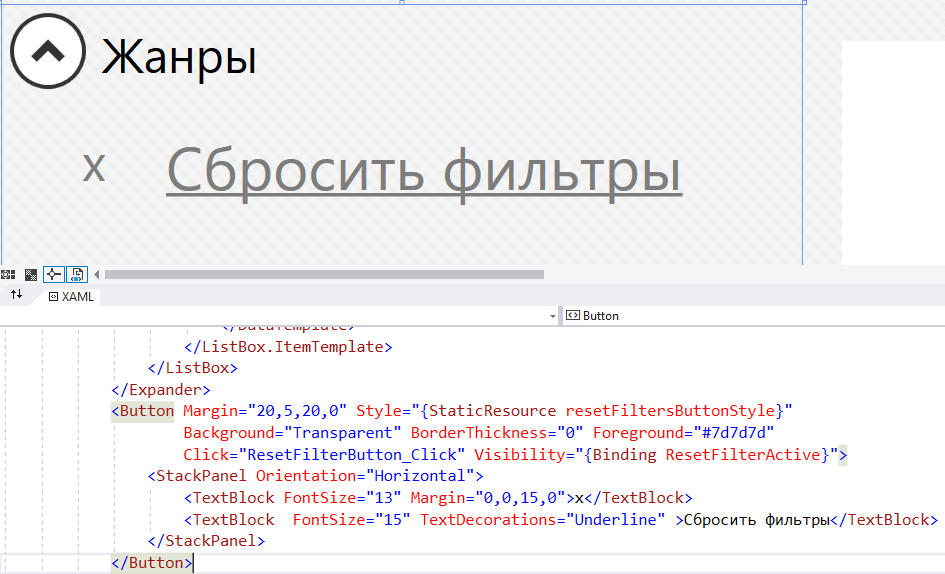 Жанры
x Сбросить фильтры
XAML
Button
</DataTemplate>
</ListBox.ItemTemplate>
</ListBox>
</Expander>
<Button Margin="20,5,20,0" Style="{StaticResource resetFiltersButtonStyle}"
Background="Transparent" BorderThickness="0" Foreground="#7d7d7d"
Click="ResetFilterButton_Click" Visibility="{Binding ResetFilterActive}">
<StackPanel Orientation="Horizontal">
<TextBlock FontSize="13" Margin="0,0,15,0">x</TextBlock>
<TextBlock  FontSize="15" TextDecorations="Underline" >Сбросить фильтры</TextBlock>
</StackPanel>
</Button>